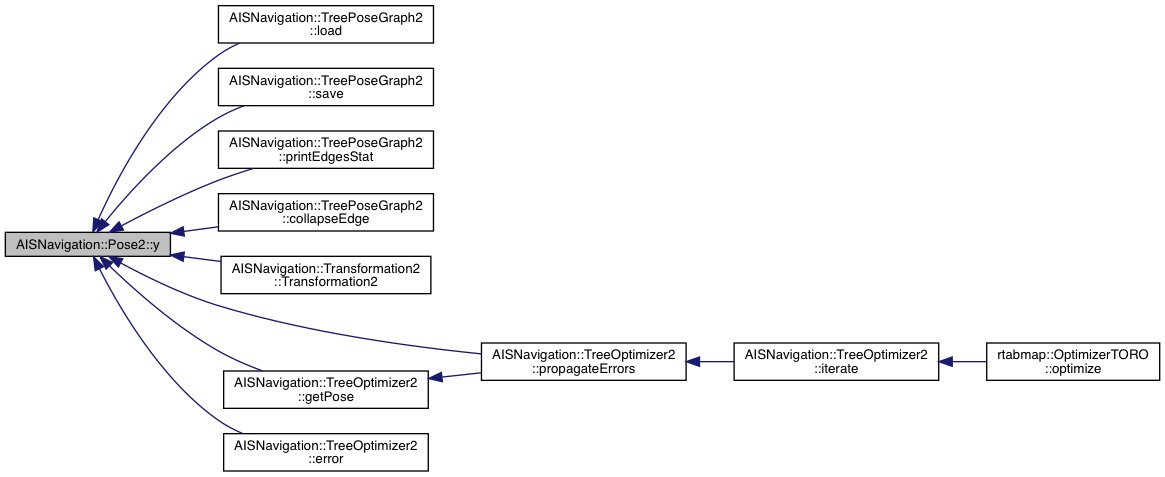 AISNavigation::TreePoseGraph2
::load
AISNavigation::TreePoseGraph2
::save
AISNavigation::TreePoseGraph2
::printEdgesStat
AISNavigation::TreePoseGraph2
::collapseEdge
AISNavigation::Pose2::y
AISNavigation::Transformation2
::Transformation2
AISNavigation::TreeOptimizer2
::propagateErrors
AISNavigation::TreeOptimizer2
::iterate
rtabmap::OptimizerTORO
::optimize
AISNavigation::TreeOptimizer2
::getPose
AISNavigation::TreeOptimizer2
::error